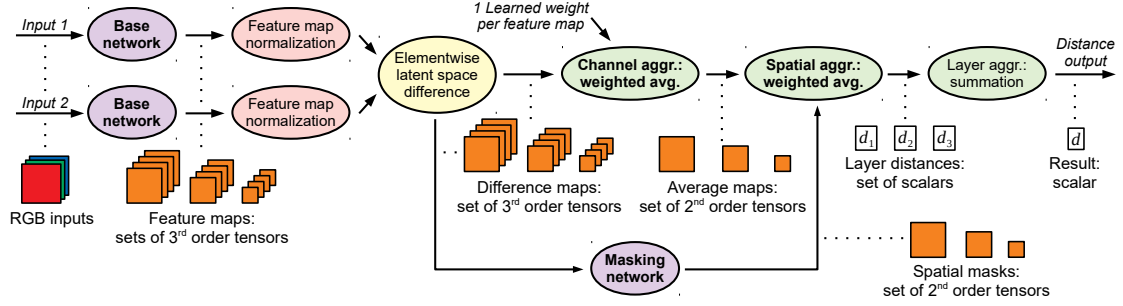 Input 1
Base
network
Feature map
normalization
Input 2
Base
network
Feature map
normalization
Elementwise
latent space
difference
1 Learned weight
per feature map
Channel aggr.:
weighted avg.
Spatial aggr.:
weighted avg.
Layer aggr.:
summation
Distance
output
RGB inputs
Feature maps:
sets of 3rd order tensors
Difference maps:
set of 3rd order tensors
Average maps:
set of 2nd order tensors
d1 d2 d3
Layer distances:
set of scalars
d
Result:
scalar
Masking
network
Spatial masks:
set of 2nd order tensors